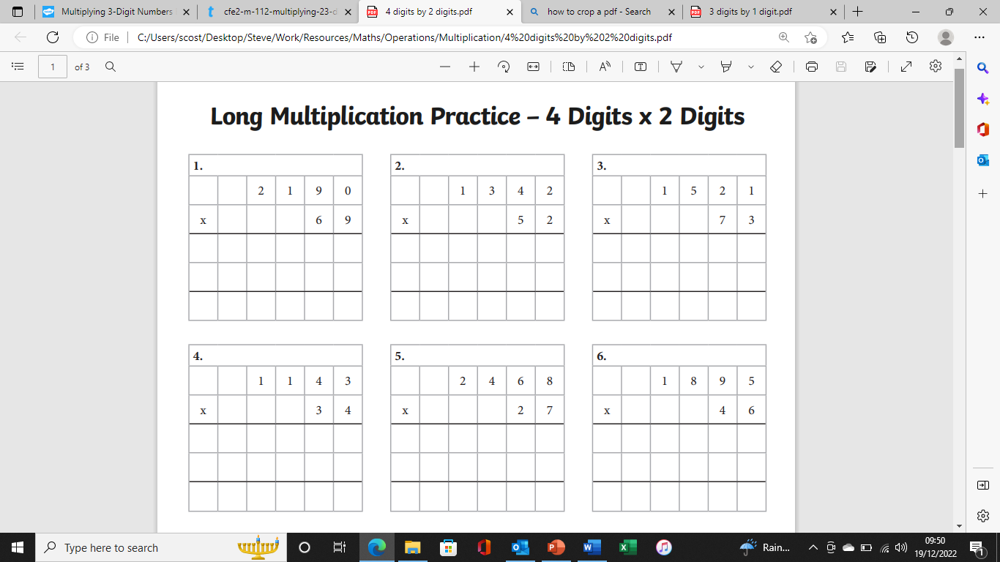 Multiplying 3-Digit Numbers
cfe2-m-112-multiplying-23-d
4 digits by 2 digits.pdf
how to crop a pdf - Search
3 digits by 1 digit.pdf
File
C:/Users/scost/Desktop/Steve/Work/Resources/Maths/Operations/Multiplication/4%20digits%20by%202%20digits.pdf
1 of 3
Long Multiplication Practice – 4 Digits x 2 Digits
1. 2. 3.
2 1 9 0 1 3 4 2 1 5 2 1
x 6 9 x 5 2 x 7 3
4. 5. 6.
1 1 4 3 2 4 6 8 1 8 9 5
x 3 4 x 2 7 x 4 6
Type here to search
Rain...
09:50
19/12/2022
1